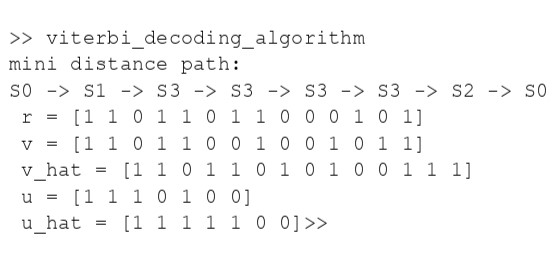 >> viterbi_decoding_algorithm
mini distance path:
S0 -> S1 -> S3 -> S3 -> S3 -> S3 -> S2 -> S0
r = [1 1 0 1 1 0 1 1 0 0 0 1 0 1]
v = [1 1 0 1 1 0 0 1 0 0 1 0 1 1]
v_hat = [1 1 0 1 1 0 1 0 1 0 0 1 1 1]
u = [1 1 1 0 1 0 0]
u_hat = [1 1 1 1 1 0 0]>>